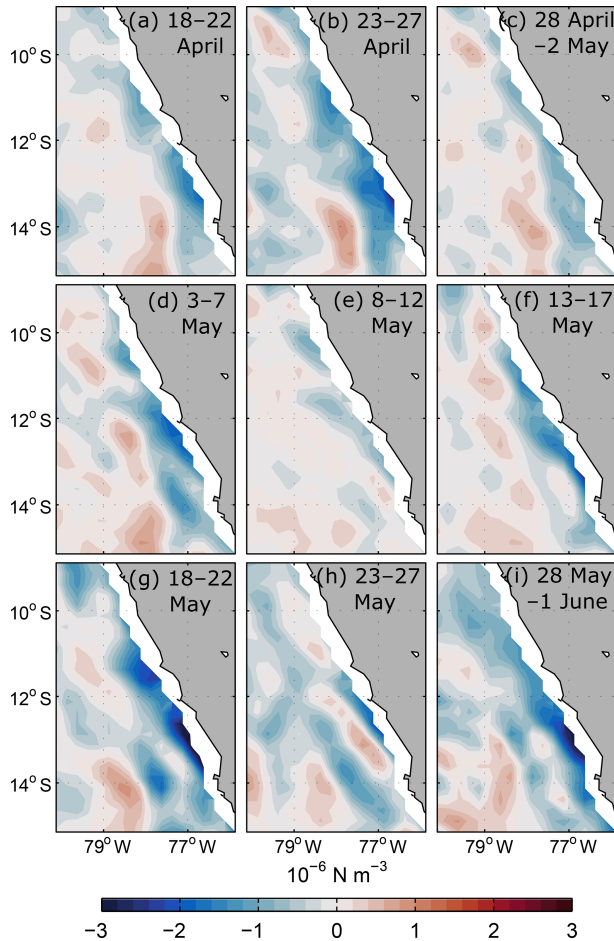 (a) 18–22
April
(b) 23–27
April
(c) 28 April
–2 May
10° S
12° S
14° S
(d) 3–7
May
(e) 8–12
May
(f) 13–17
May
10° S
12° S
14° S
(g) 18–22
May
(h) 23–27
May
(i) 28 May
–1 June
10° S
12° S
14° S
79° W 77° W 79° W 77° W 79° W 77° W
10⁻⁶ N m⁻³
−3 −2 −1 0 1 2 3